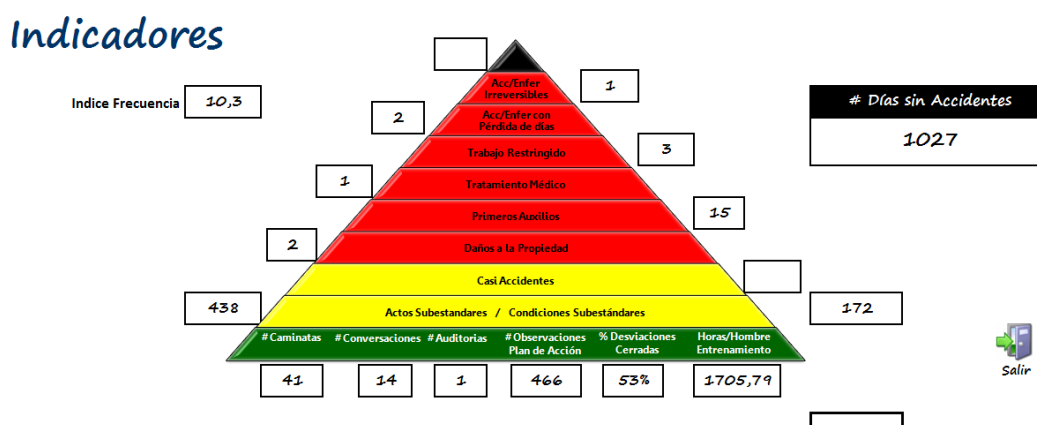 Indicadores
Indice Frecuencia
10,3
# Días sin Accidentes
1027
Acc/Enfer
Irreversibles
1
2
Acc/Enfer con
Pérdida de días
Trabajo Restringido
3
1
Tratamiento Médico
Primeros Auxilios
15
2
Daños a la Propiedad
Casi Accidentes
438
Actos Subestandares / Condiciones Subestándares
172
# Caminatas
# Conversaciones
# Auditorias
# Observaciones
Plan de Acción
% Desviaciones
Cerradas
Horas/Hombre
Entrenamiento
41
14
1
466
53%
1705,79
Salir